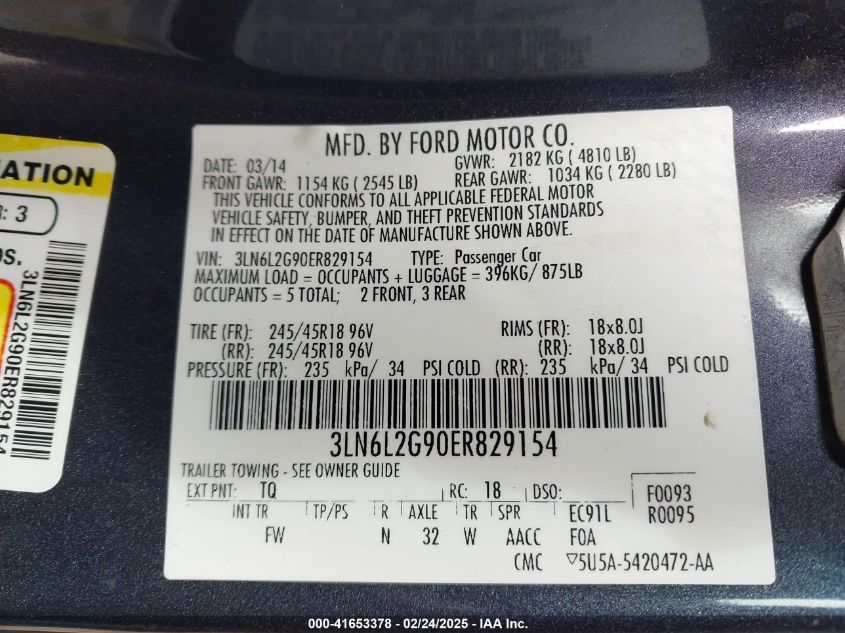 MATION
R: 3
os.
3LN6L2G90ER829154
MFD. BY FORD MOTOR CO.
DATE: 03/14 GVWR: 2182 KG ( 4810 LB)
FRONT GAWR: 1154 KG ( 2545 LB) REAR GAWR: 1034 KG ( 2280 LB)
THIS VEHICLE CONFORMS TO ALL APPLICABLE FEDERAL MOTOR
VEHICLE SAFETY, BUMPER, AND THEFT PREVENTION STANDARDS
IN EFFECT ON THE DATE OF MANUFACTURE SHOWN ABOVE.
VIN: 3LN6L2G90ER829154 TYPE: Passenger Car
MAXIMUM LOAD = OCCUPANTS + LUGGAGE = 396KG/ 875LB
OCCUPANTS = 5 TOTAL; 2 FRONT, 3 REAR
TIRE (FR): 245/45R18 96V RIMS (FR): 18x8.0J
(RR): 245/45R18 96V (RR): 18x8.0J
PRESSURE (FR): 235 kPa/ 34 PSI COLD (RR): 235 kPa/ 34 PSI COLD
3LN6L2G90ER829154
TRAILER TOWING - SEE OWNER GUIDE
EXT PNT: TQ RC: 18 DSO: F0093
INT TR TP/PS R AXLE TR SPR EC91L R0095
FW N 32 W AACC F0A
CMC ▽5U5A-5420472-AA
000-41653378 - 02/24/2025 - IAA Inc.